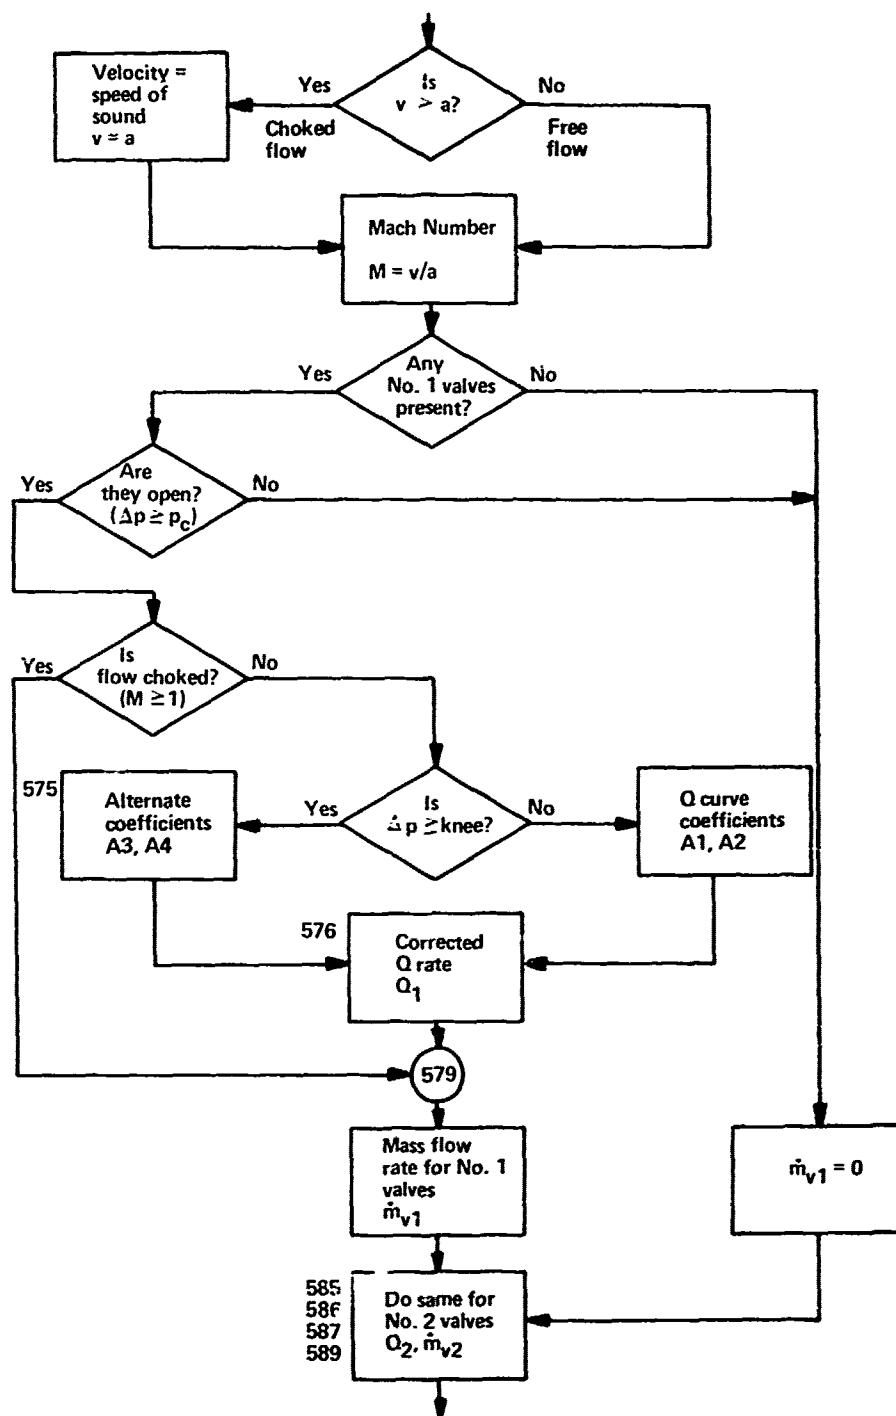 Velocity =
speed of
sound
v = a
Yes
Is
v > a?
No
Choked
flow
Free
flow
Mach Number
M = v/a
Yes
Any
No. 1 valves
present?
No
Yes
Are
they open?
(Δp ≥ pc)
No
Yes
Is
flow choked?
(M ≥ 1)
No
575
Alternate
coefficients
A3, A4
Yes
Is
Δp ≥ knee?
No
Q curve
coefficients
A1, A2
576
Corrected
Q rate
Q1
579
Mass flow
rate for No. 1
valves
ṁv1
ṁv1 = 0
585
586
587
589
Do same for
No. 2 valves
Q2, ṁv2